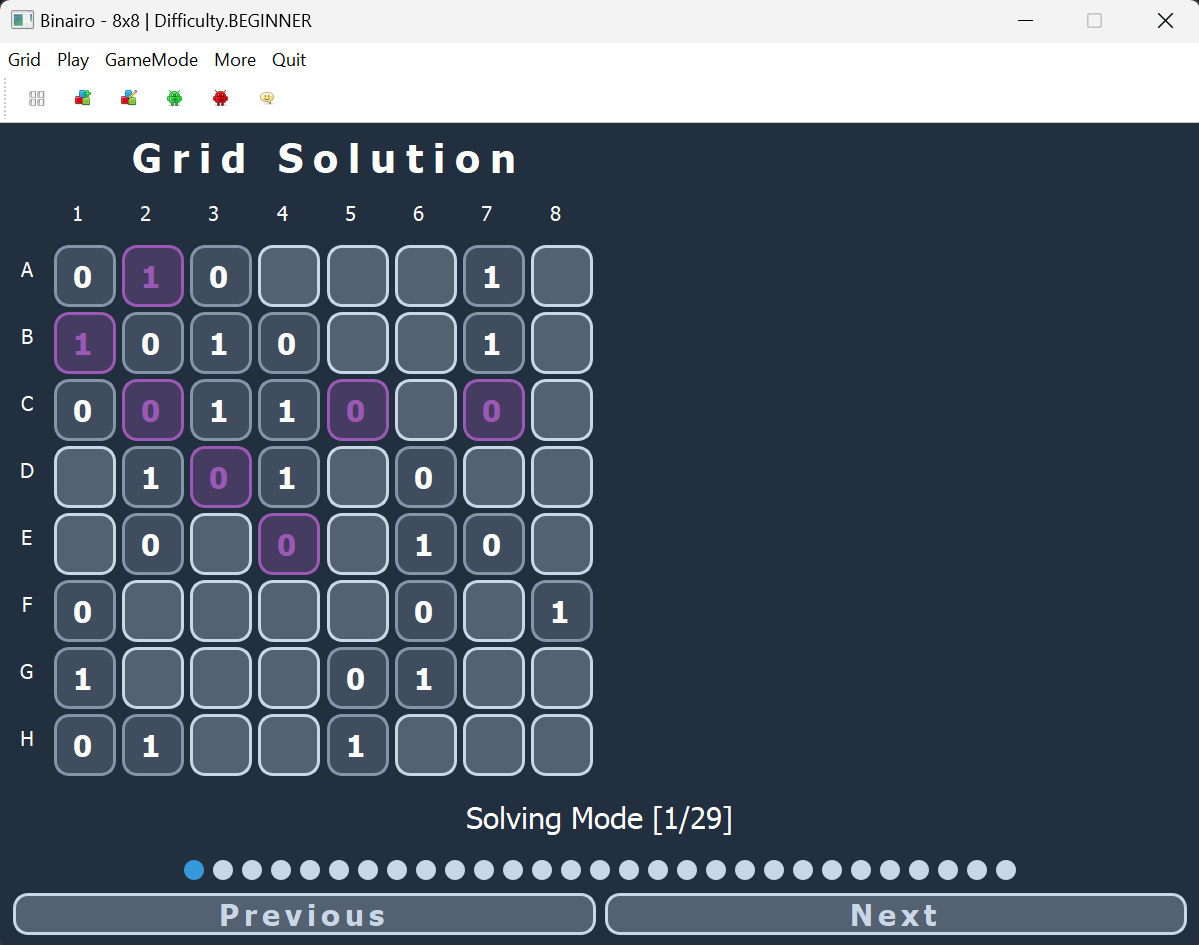 Binairo - 8x8 | Difficulty.BEGINNER
Grid Play GameMode More Quit
Grid Solution
1 2 3 4 5 6 7 8
A 0 1 0 1
B 1 0 1 0 1
C 0 0 1 1 0 0
D 1 0 1 0
E 0 0 1 0
F 0 0 1
G 1 0 1
H 0 1 1
Solving Mode [1/29]
Previous Next